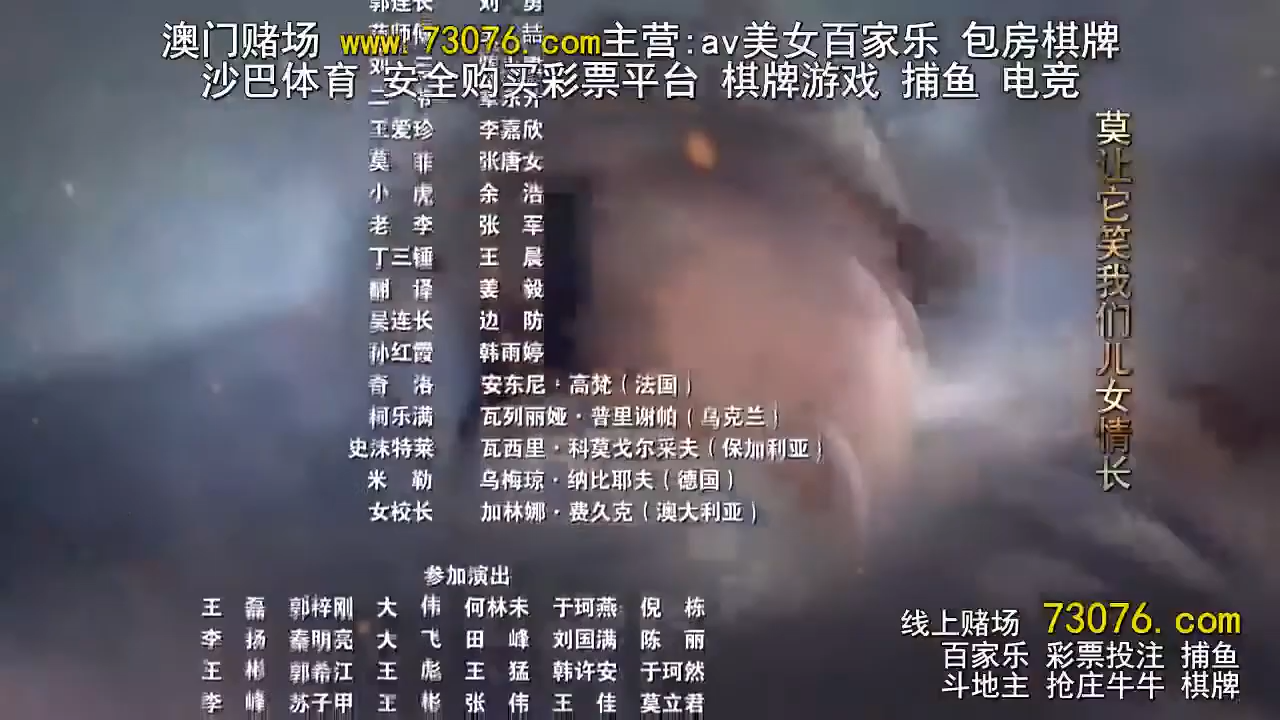 郭连长 刘 勇
澳门赌场 www.73076.com主营:av美女百家乐 包房棋牌
沙巴体育 安全购买彩票平台 棋牌游戏 捕鱼 电竞
王爱珍 李嘉欣
莫 菲 张唐女
小 虎 余 浩
老 李 张 军
丁三锤 王 晨
翻 译 姜 毅
吴连长 边 防
孙红霞 韩雨婷
奇 洛 安东尼·高梵（法国）
柯乐满 瓦列丽娅·普里谢帕（乌克兰）
史沫特莱 瓦西里·科莫戈尔采夫（保加利亚）
米 勒 乌梅琼·纳比耶夫（德国）
女校长 加林娜·费久克（澳大利亚）
莫让它笑我们儿女情长
参加演出
王 磊 郭梓刚 大 伟 何林未 于珂燕 倪 栋
李 扬 秦明亮 大 飞 田 峰 刘国满 陈 丽
王 彬 郭希江 王 彪 王 猛 韩许安 于珂然
李 峰 苏子甲 王 彬 张 伟 王 佳 莫立君
线上赌场 73076.com
百家乐 彩票投注 捕鱼
斗地主 抢庄牛牛 棋牌